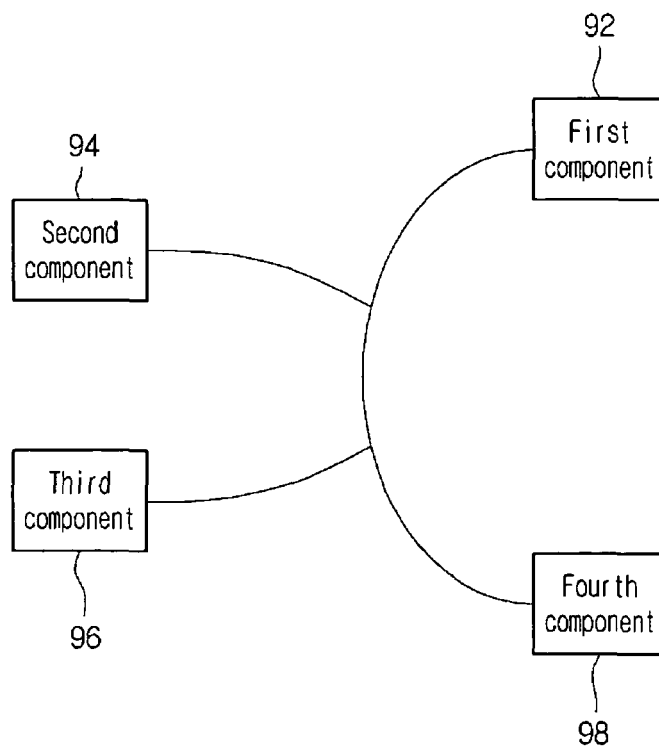 92
First
component
94
Second
component
Third
component
96
Fourth
component
98